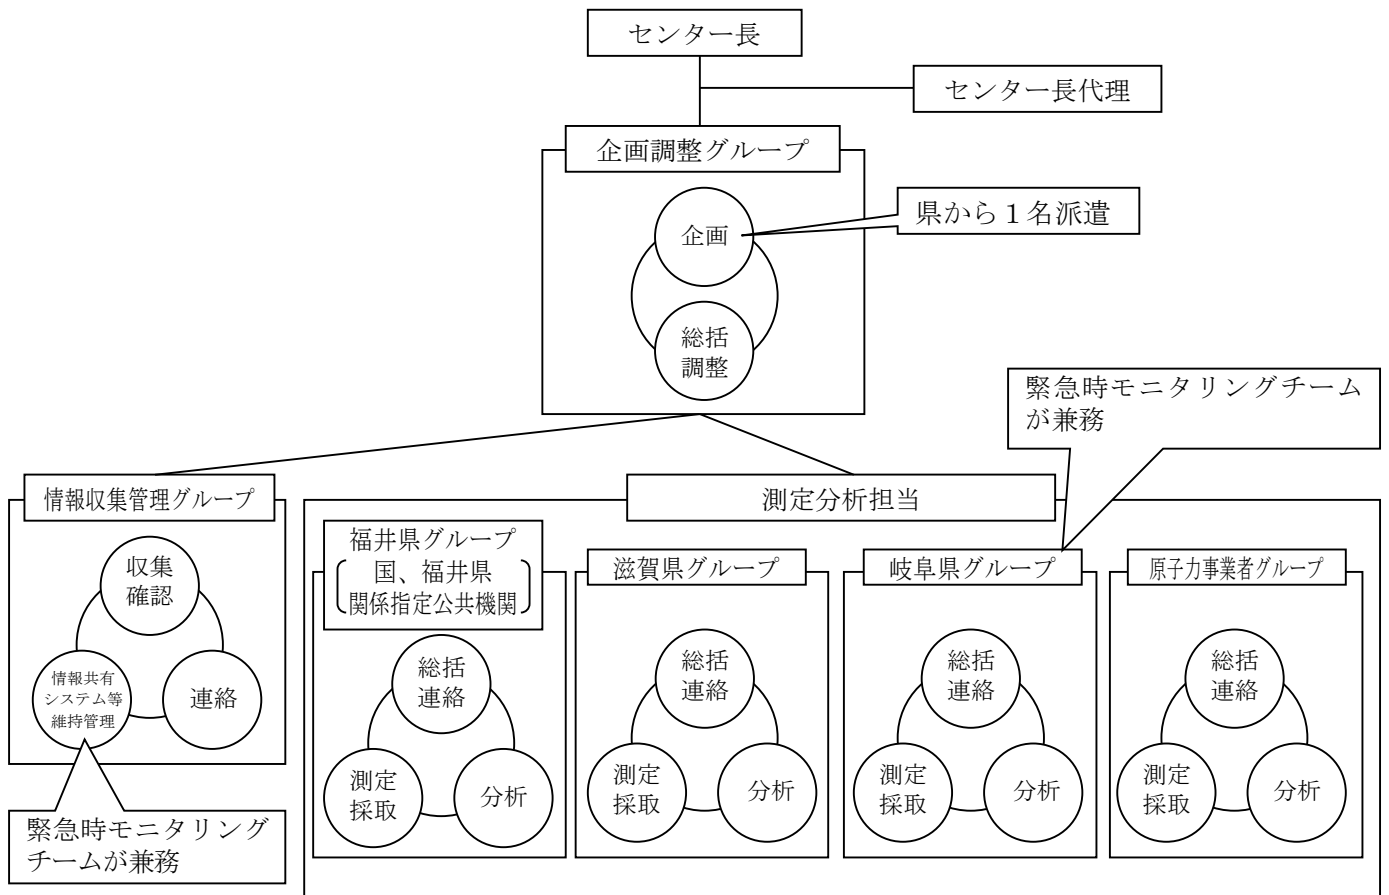 センター長
センター長代理
企画調整グループ
企画
県から１名派遣
総括
調整
緊急時モニタリングチーム
が兼務
情報収集管理グループ
収集
確認
情報共有
システム等
維持管理
連絡
緊急時モニタリング
チームが兼務
測定分析担当
福井県グループ
国、福井県
関係指定公共機関
総括
連絡
測定
採取
分析
滋賀県グループ
総括
連絡
測定
採取
分析
岐阜県グループ
総括
連絡
測定
採取
分析
原子力事業者グループ
総括
連絡
測定
採取
分析